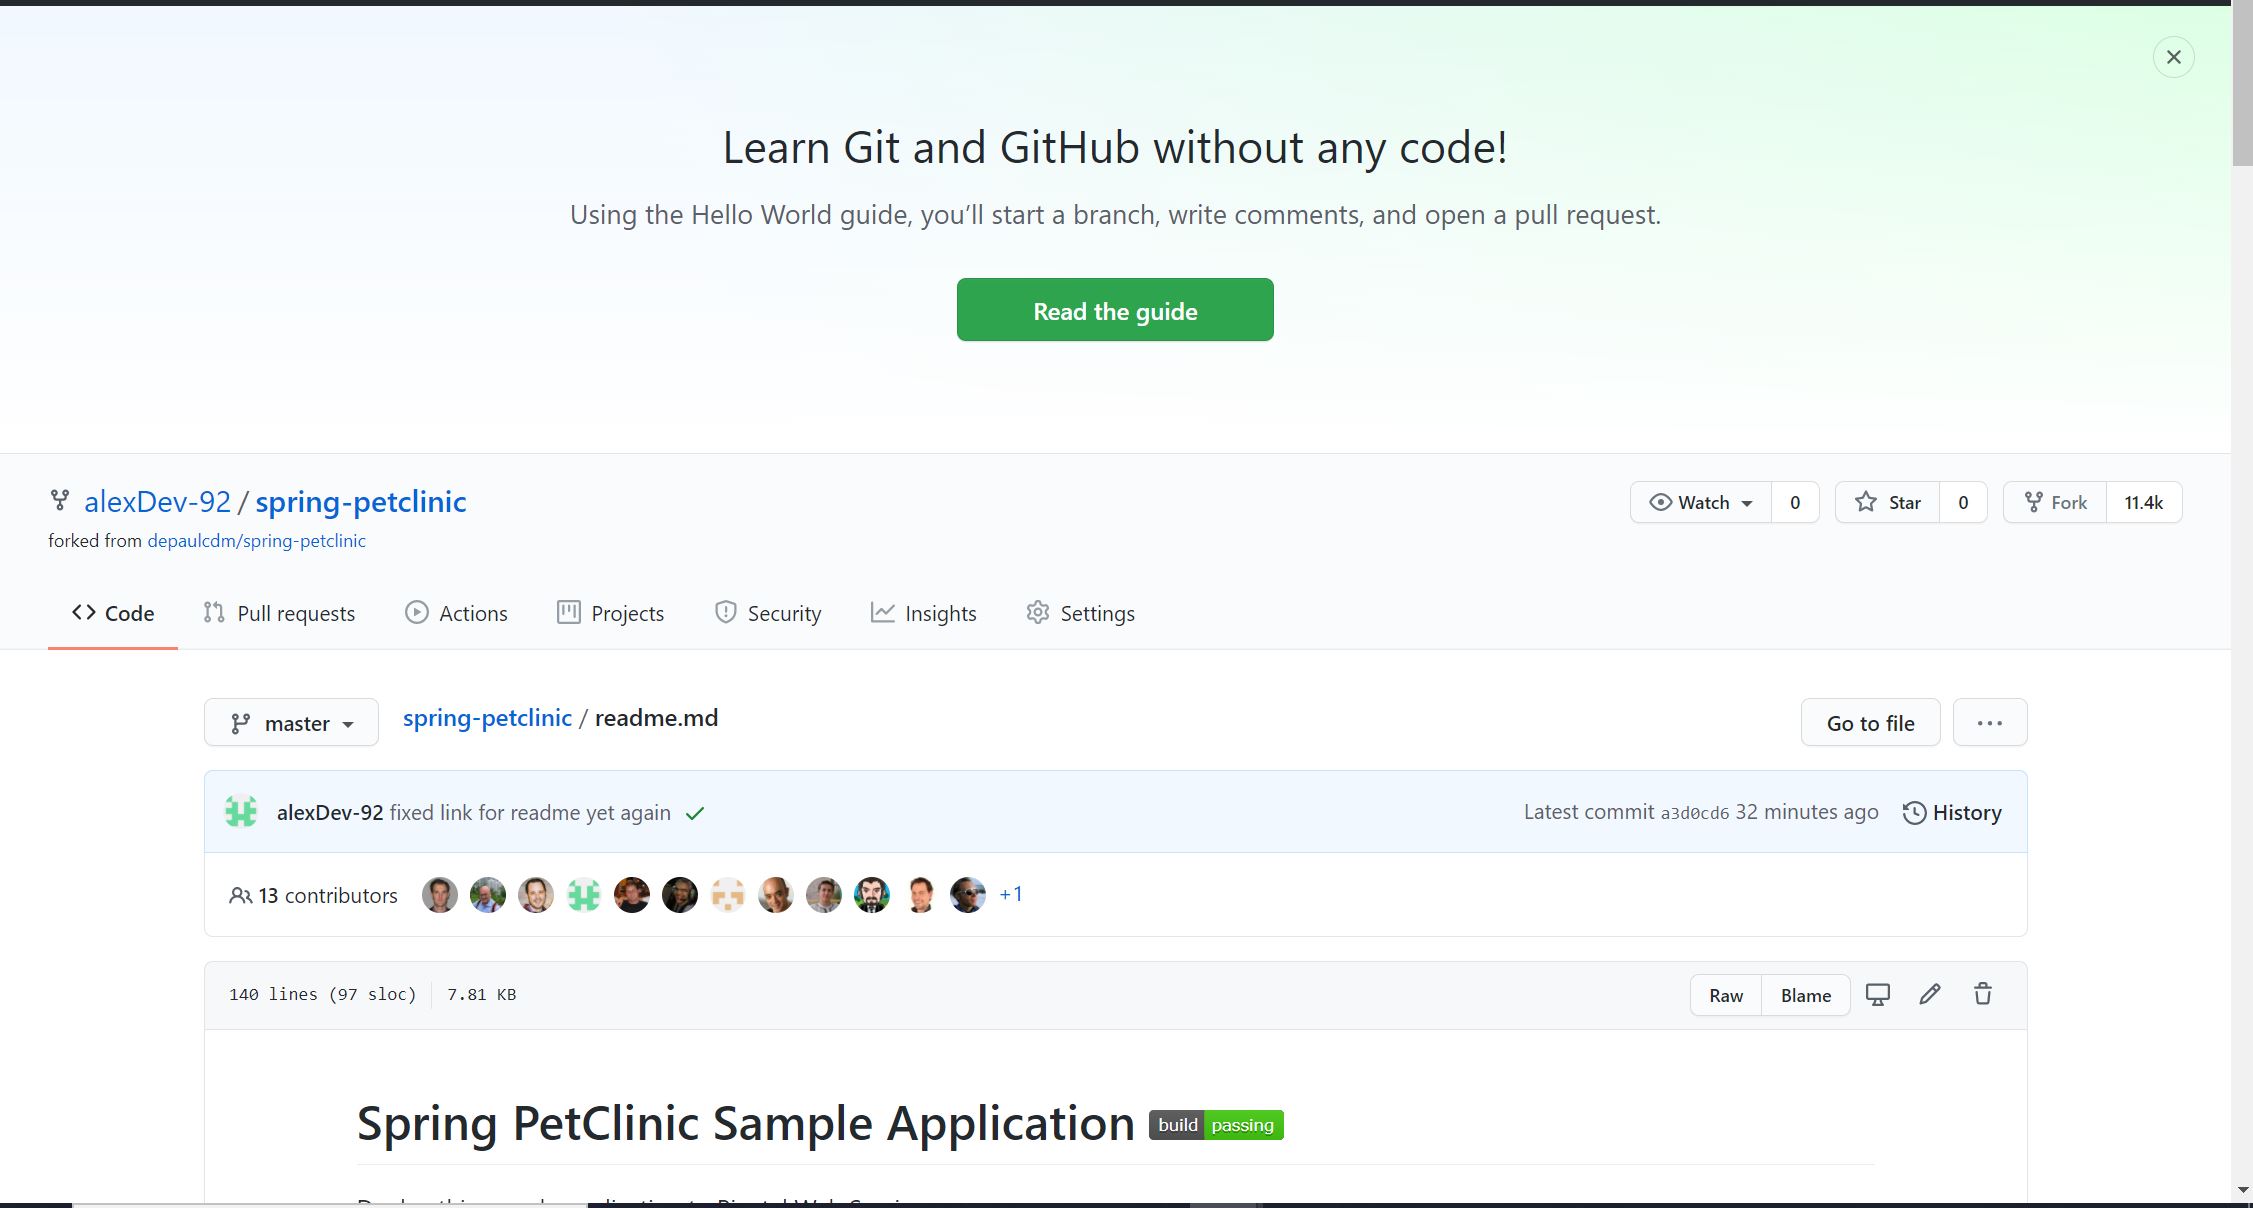 Learn Git and GitHub without any code!
Using the Hello World guide, you’ll start a branch, write comments, and open a pull request.
Read the guide
alexDev-92 / spring-petclinic
Watch 0 Star 0 Fork 11.4k
forked from depaulcdm/spring-petclinic
Code Pull requests Actions Projects Security Insights Settings
master spring-petclinic / readme.md Go to file ...
alexDev-92 fixed link for readme yet again Latest commit a3d0cd6 32 minutes ago History
13 contributors +1
140 lines (97 sloc) 7.81 KB Raw Blame
Spring PetClinic Sample Application build passing